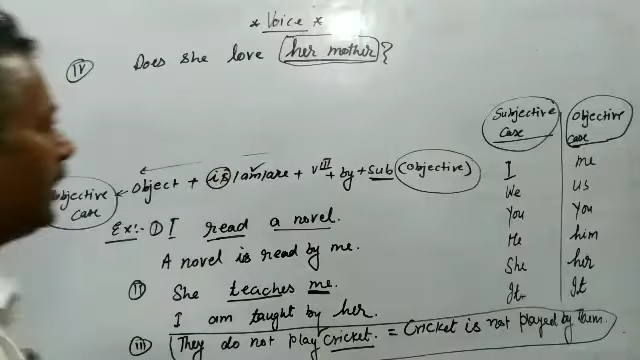 * Voice *
(IV) Does she love her mother?
Subjective case
Objective case
I me
We us
You You
He him
She her
It It
Objective case ← Object + is/am/are + V III + by + Sub (Objective)
Ex:- (I) I read a novel.
A novel is read by me.
(II) She teaches me.
I am taught by her.
(III) They do not play cricket. = Cricket is not played by them.